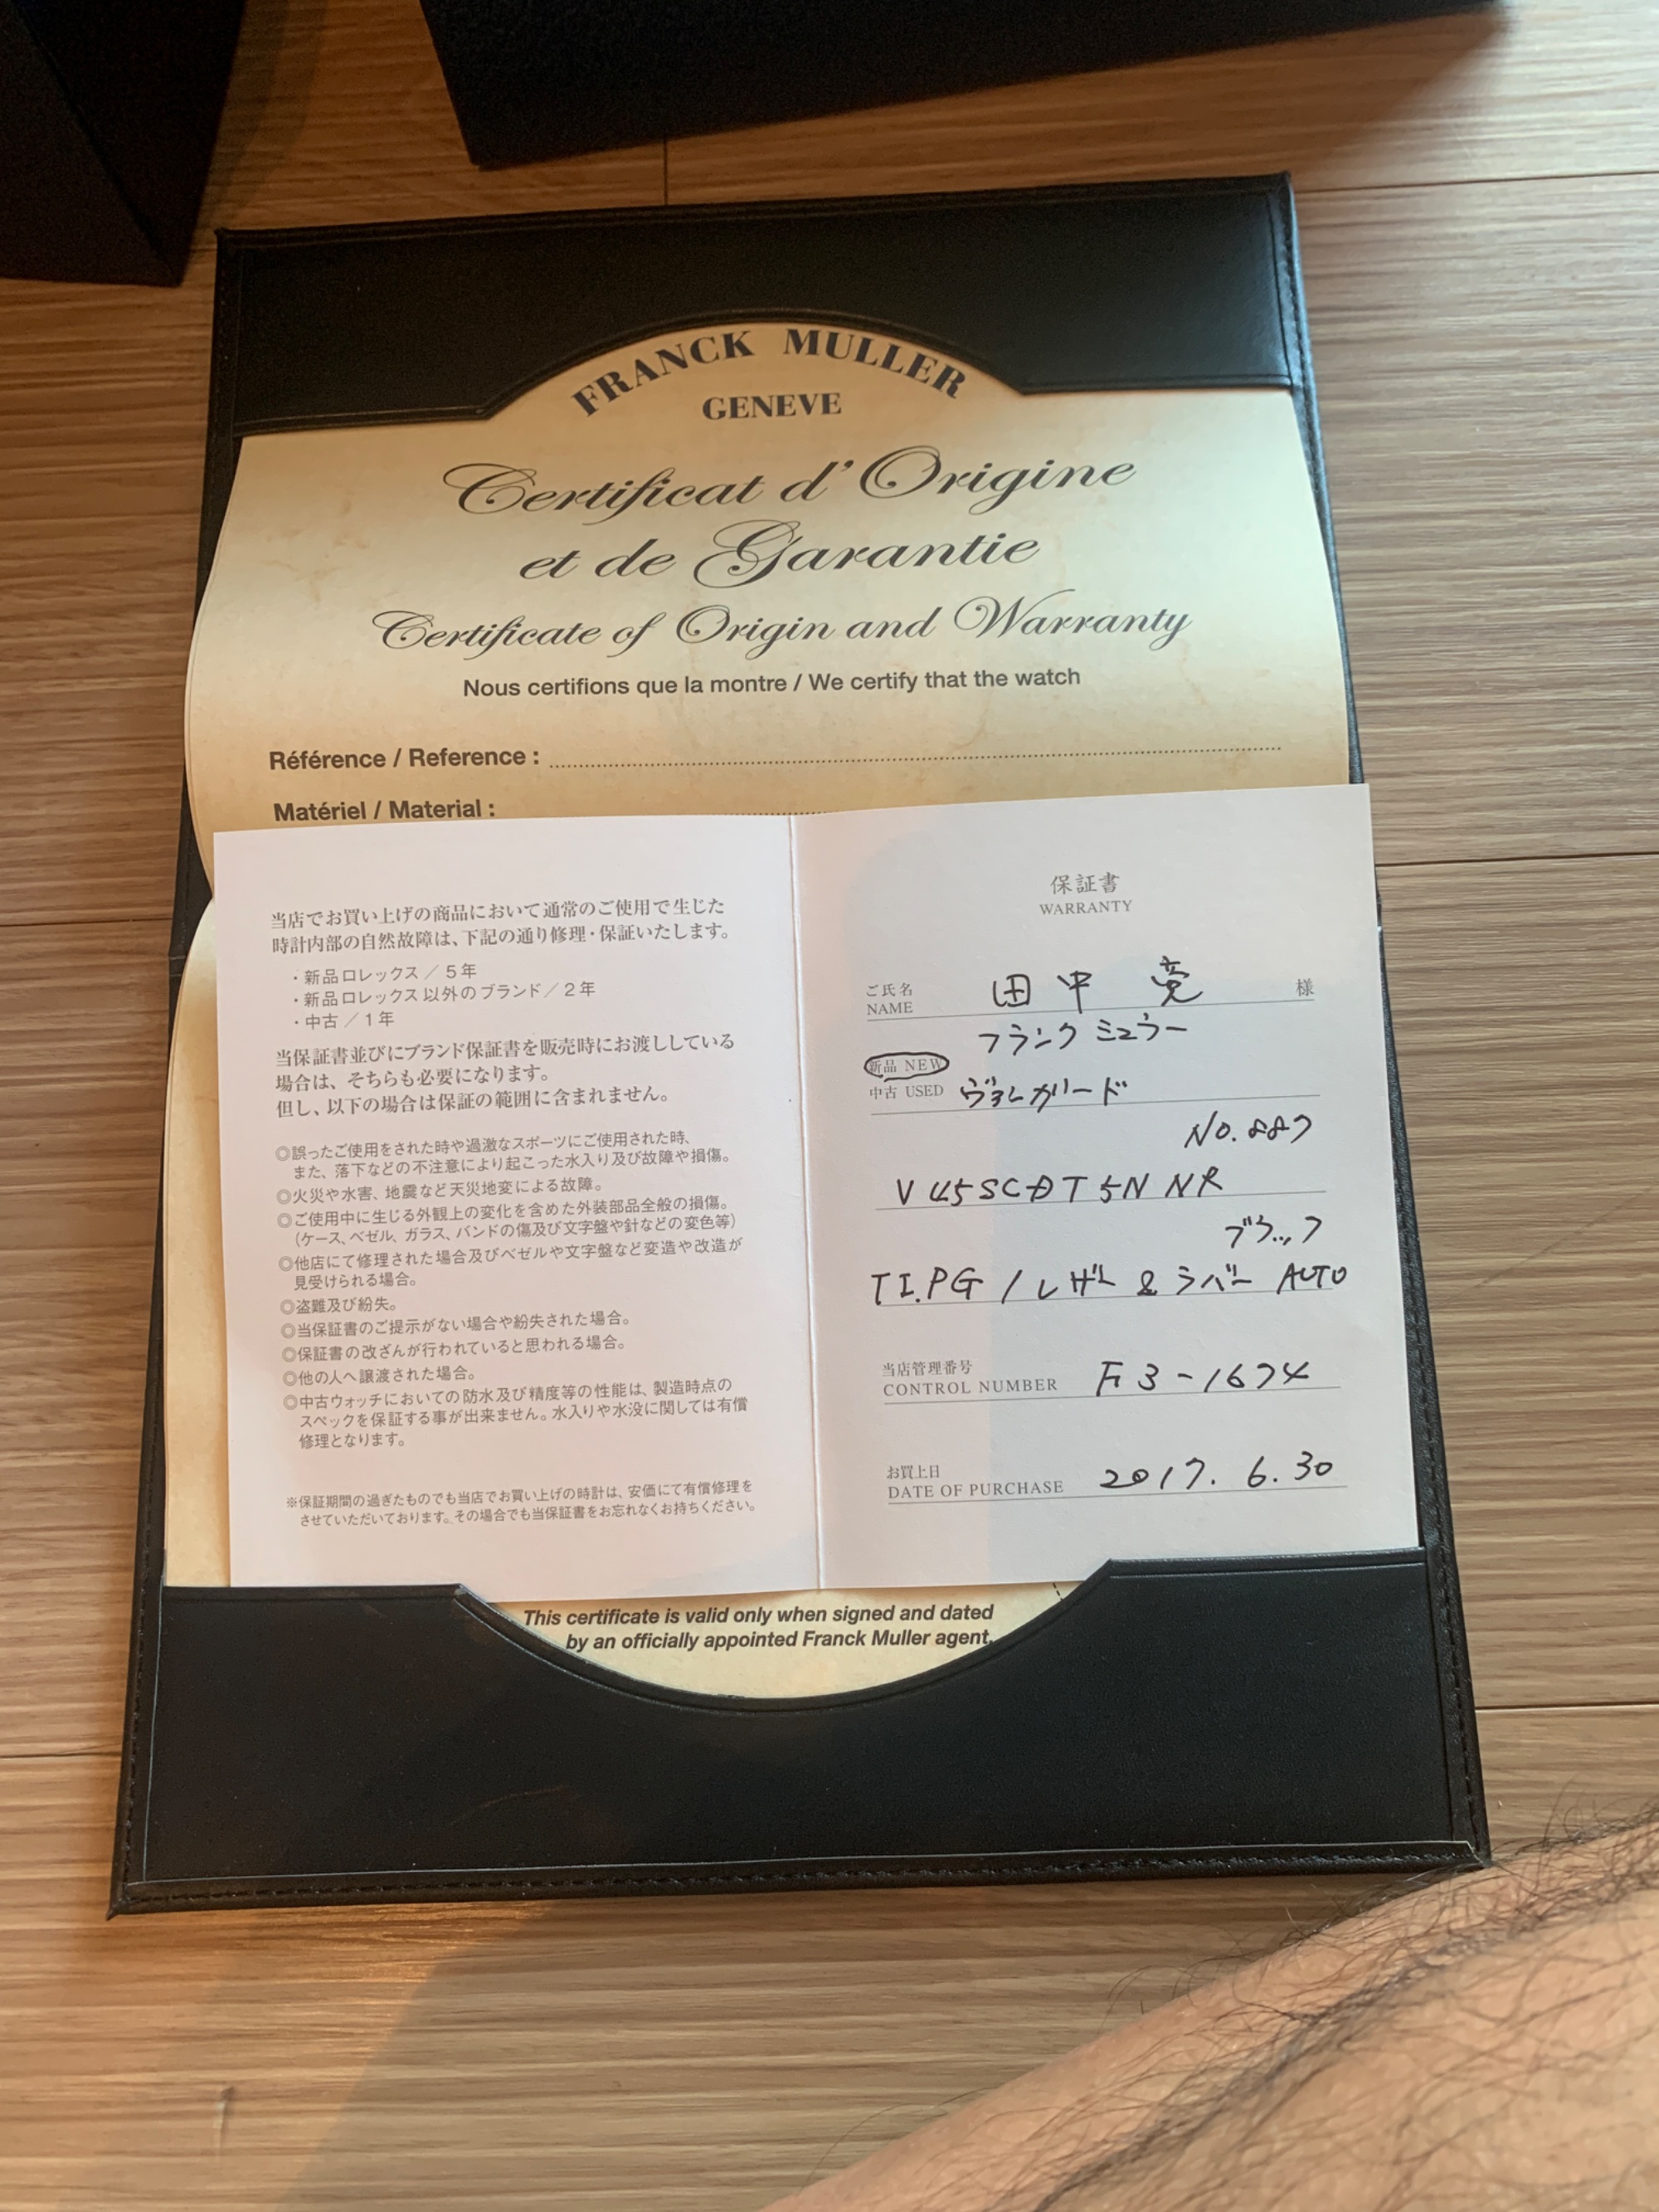 FRANCK MULLER
GENEVE
Certificat d'Origine
et de Garantie
Certificate of Origin and Warranty
Nous certifions que la montre / We certify that the watch
Référence / Reference :
Matériel / Material :
当店でお買い上げの商品において通常のご使用で生じた
時計内部の自然故障は、下記の通り修理・保証いたします。
・新品ロレックス／5年
・新品ロレックス以外のブランド／2年
・中古／1年
当保証書並びにブランド保証書を販売時にお渡ししている
場合は、そちらも必要になります。
但し、以下の場合は保証の範囲に含まれません。
◎誤ったご使用をされた時や過激なスポーツにご使用された時、
また、落下などの不注意により起こった水入り及び故障や損傷。
◎火災や水害、地震など天災地変による故障。
◎ご使用中に生じる外観上の変化を含めた外装部品全般の損傷。
（ケース、ベゼル、ガラス、バンドの傷及び文字盤や針などの変色等）
◎他店にて修理された場合及びベゼルや文字盤など変造や改造が
見受けられる場合。
◎盗難及び紛失。
◎当保証書のご提示がない場合や紛失された場合。
◎保証書の改ざんが行われていると思われる場合。
◎他の人へ譲渡された場合。
◎中古ウォッチにおいての防水及び精度等の性能は、製造時点の
スペックを保証する事が出来ません。水入りや水没に関しては有償
修理となります。
※保証期間の過ぎたものでも当店でお買い上げの時計は、安価にて有償修理を
させていただいております。その場合でも当保証書をお忘れなくお持ちください。
保証書
WARRANTY
ご氏名 田中 様
NAME
フランク ミュラー
新品 NEW
中古 USED ヴァンガード
NO.887
V45SCDT 5N NR
ブラック
TI.PG / レザー & ラバー AUTO
当店管理番号
CONTROL NUMBER F3-1674
お買上日
DATE OF PURCHASE 2017. 6. 30
This certificate is valid only when signed and dated
by an officially appointed Franck Muller agent.